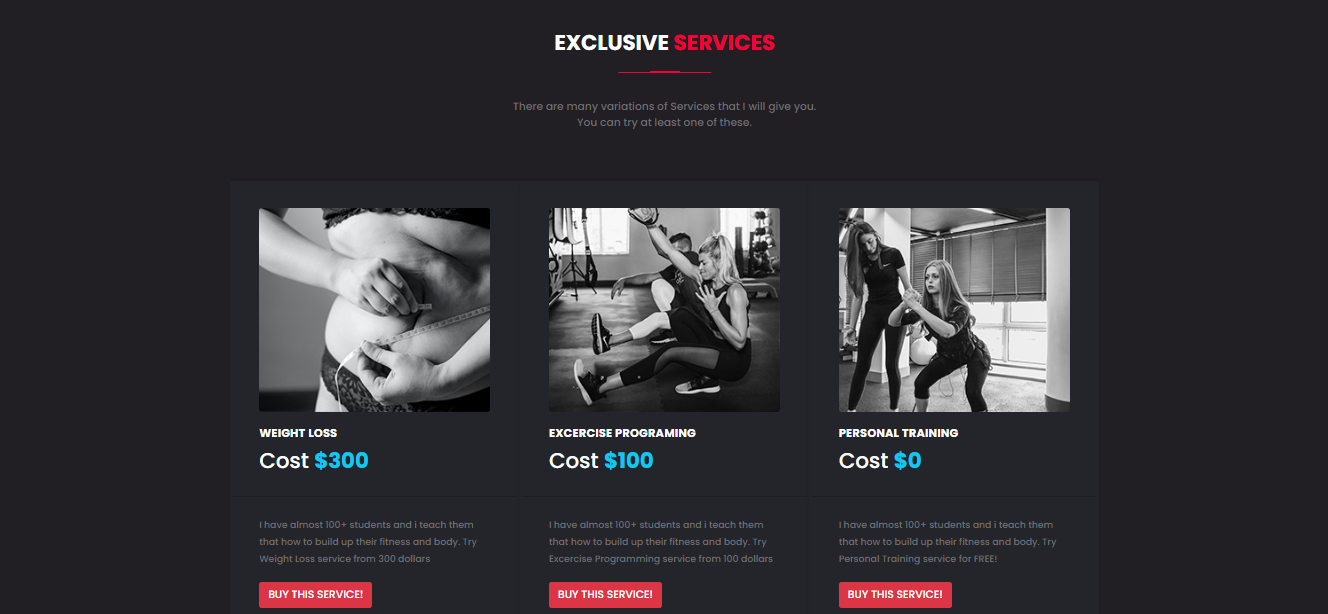 EXCLUSIVE SERVICES
There are many variations of Services that I will give you.
You can try at least one of these.
WEIGHT LOSS
Cost $300
I have almost 100+ students and i teach them
that how to build up their fitness and body. Try
Weight Loss service from 300 dollars
BUY THIS SERVICE!
EXCERCISE PROGRAMING
Cost $100
I have almost 100+ students and i teach them
that how to build up their fitness and body. Try
Excercise Programming service from 100 dollars
BUY THIS SERVICE!
PERSONAL TRAINING
Cost $0
I have almost 100+ students and i teach them
that how to build up their fitness and body. Try
Personal Training service for FREE!
BUY THIS SERVICE!